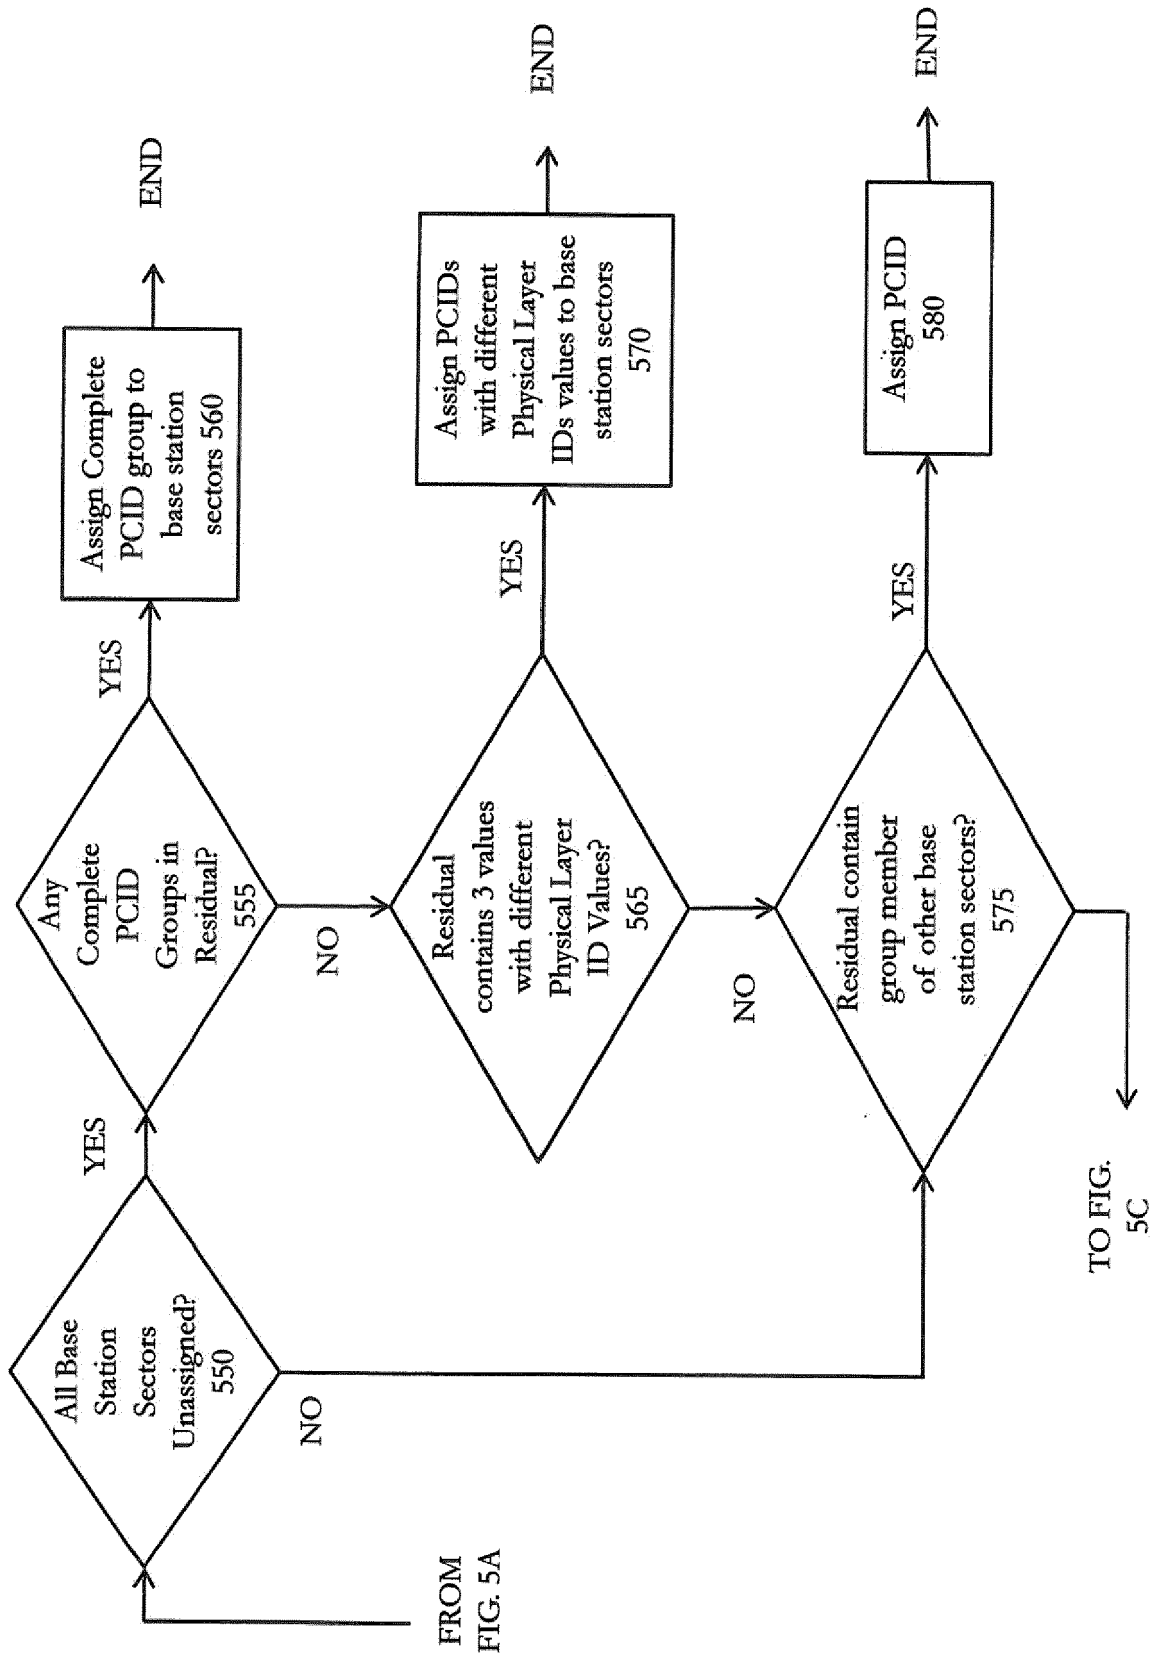 FROM
FIG. 5A
All Base
Station
Sectors
Unassigned?
550
YES
NO
Any
Complete
PCID
Groups in
Residual?
555
YES
NO
Assign Complete
PCID group to
base station
sectors 560
END
Residual
contains 3 values
with different
Physical Layer
ID Values?
565
YES
NO
Assign PCIDs
with different
Physical Layer
IDs values to base
station sectors
570
END
Residual contain
group member
of other base
station sectors?
575
YES
Assign PCID
580
END
TO FIG.
5C